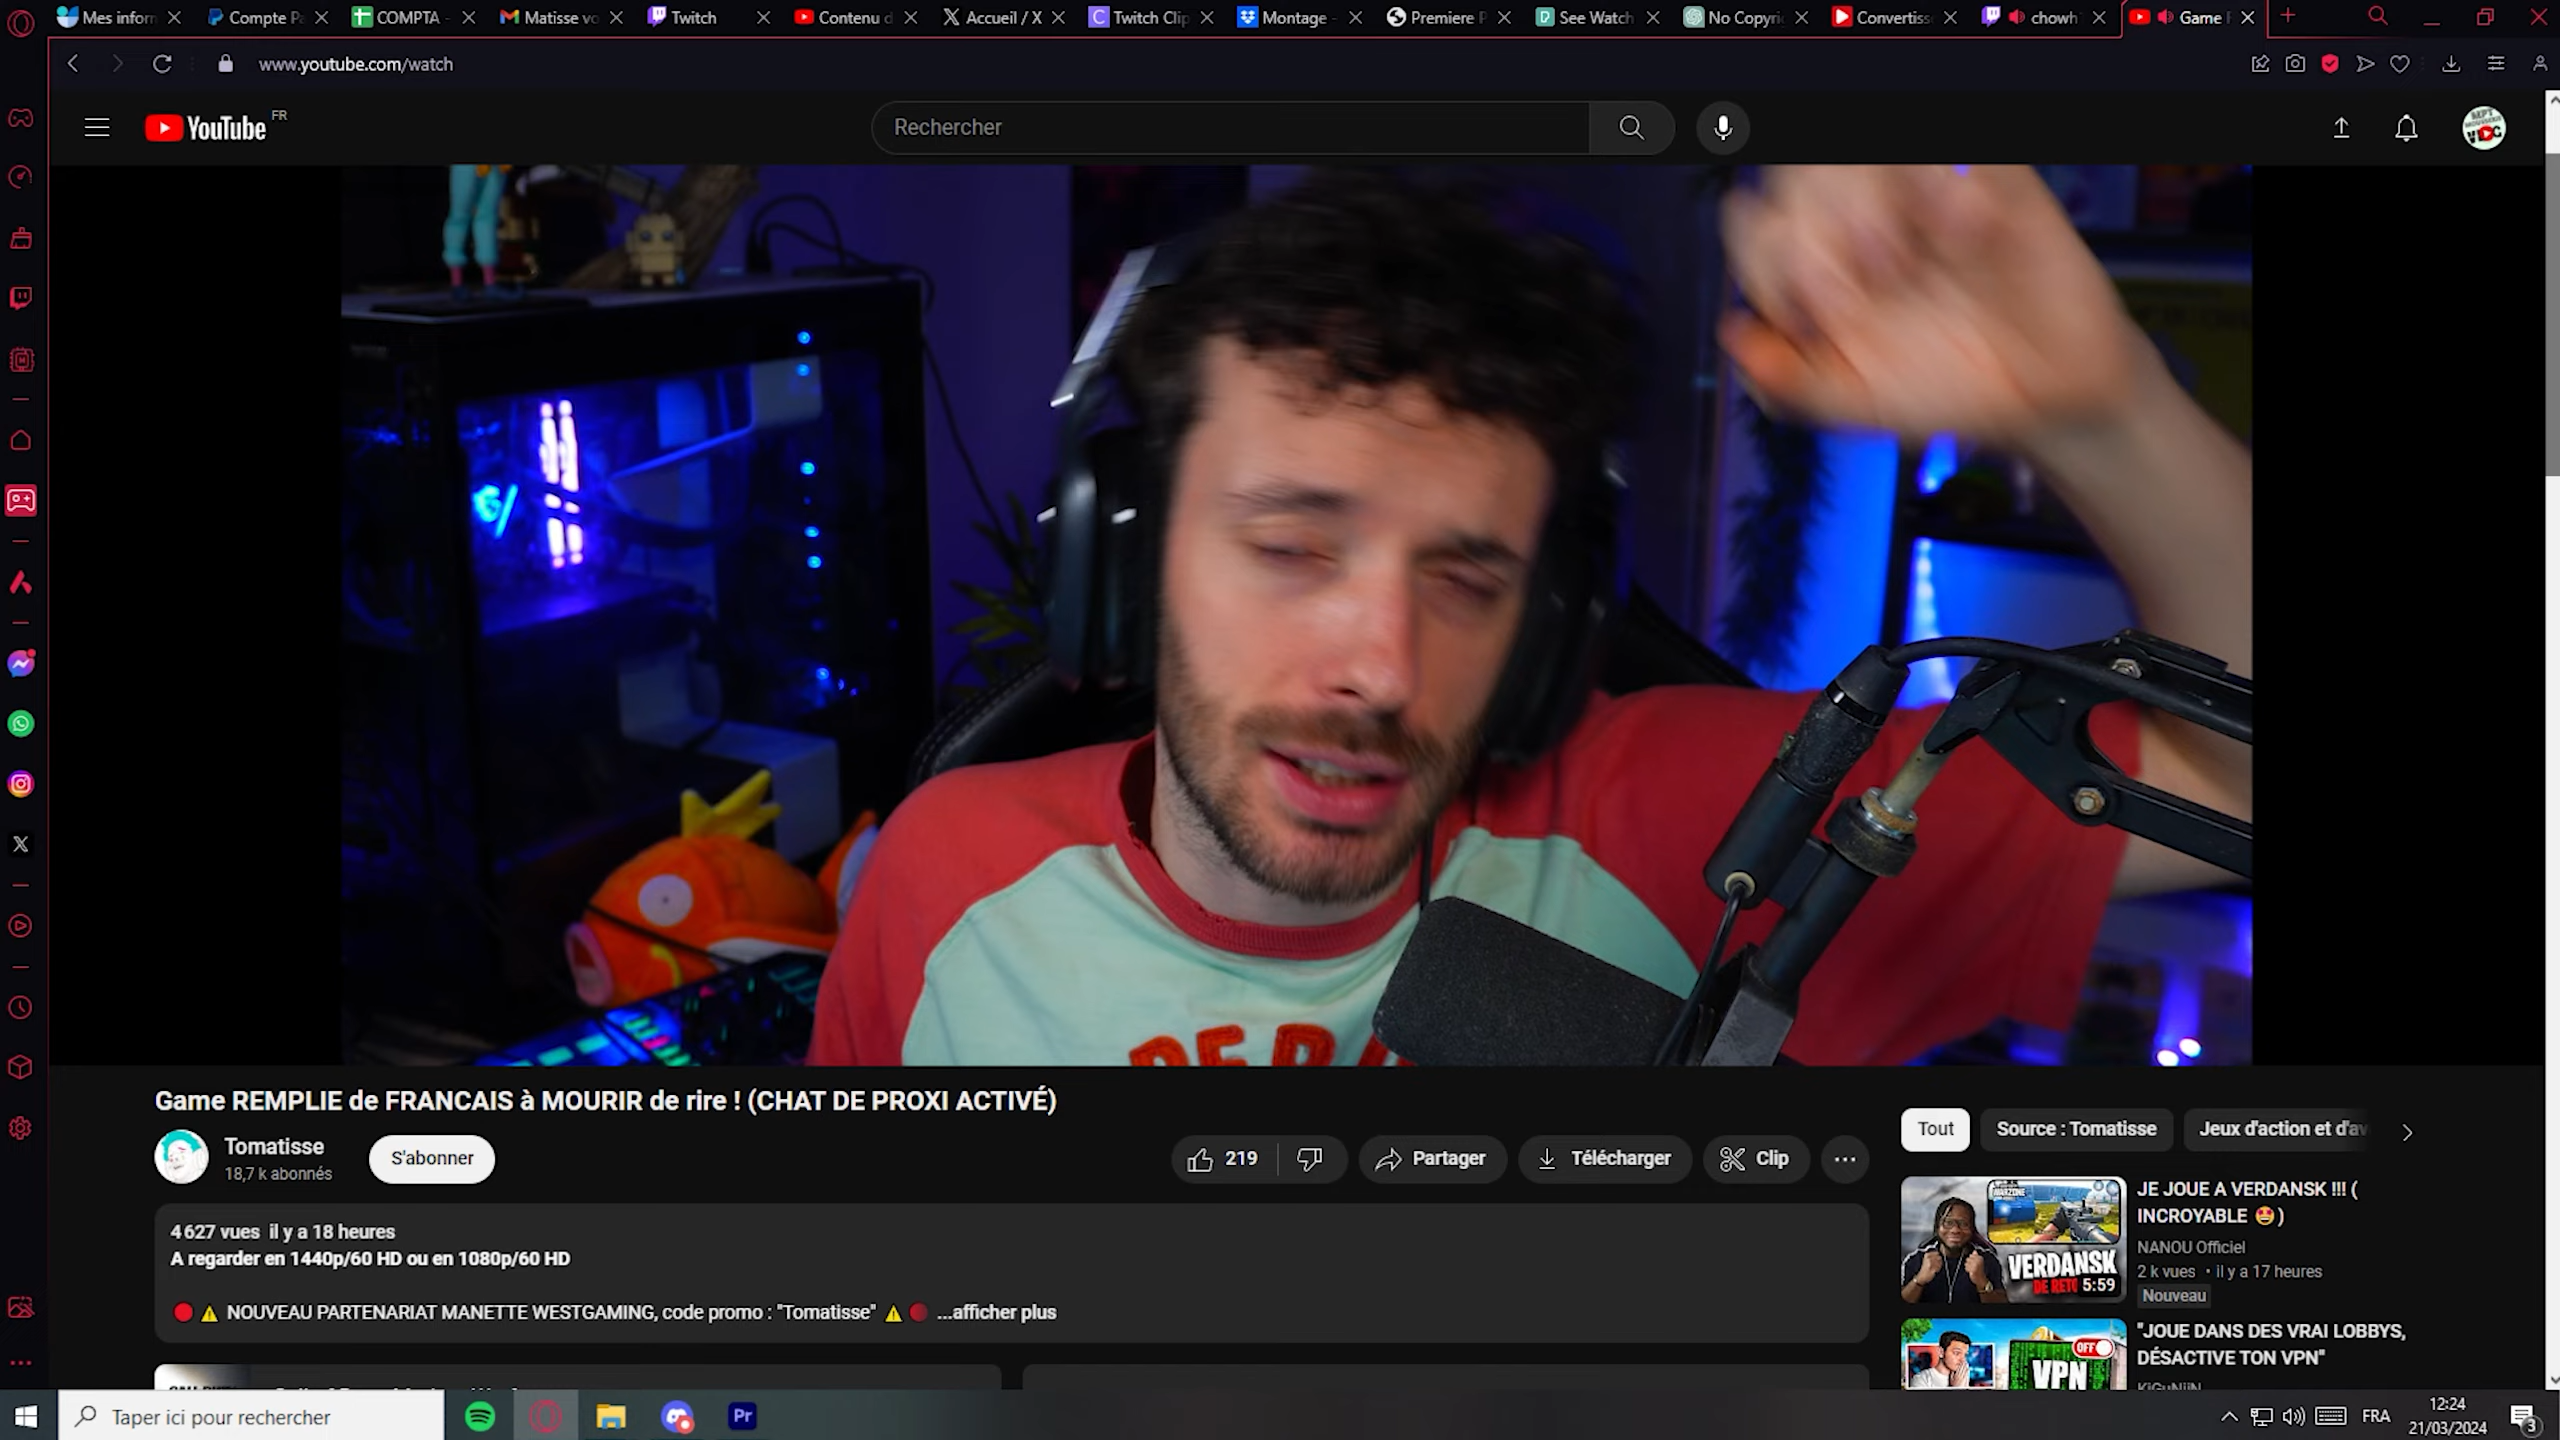 Mes inforn
Compte Pa
COMPTA -
Matisse vo
Twitch
Contenu d
Accueil / X
Twitch Clip
Montage -
Premiere P
See Watch
No Copyri
Convertiss
chowh
Game
www.youtube.com/watch
YouTube FR
Rechercher
Game REMPLIE de FRANCAIS à MOURIR de rire ! (CHAT DE PROXI ACTIVÉ)
Tomatisse
18,7 k abonnés
S'abonner
219
Partager
Télécharger
Clip
4 627 vues il y a 18 heures
A regarder en 1440p/60 HD ou en 1080p/60 HD
🔴 ⚠ NOUVEAU PARTENARIAT MANETTE WESTGAMING, code promo : "Tomatisse" ⚠ 🔴 ...afficher plus
Tout
Source : Tomatisse
Jeux d'action et d'av
WARZONE
VERDANSK
5:59
JE JOUE A VERDANSK !!! (
INCROYABLE 🤩 )
NANOU Officiel
2 k vues • il y a 17 heures
Nouveau
OFF
VPN
"JOUE DANS DES VRAI LOBBYS,
DÉSACTIVE TON VPN"
KiGuNiiN
Taper ici pour rechercher
Pr
FRA
12:24
21/03/2024
3